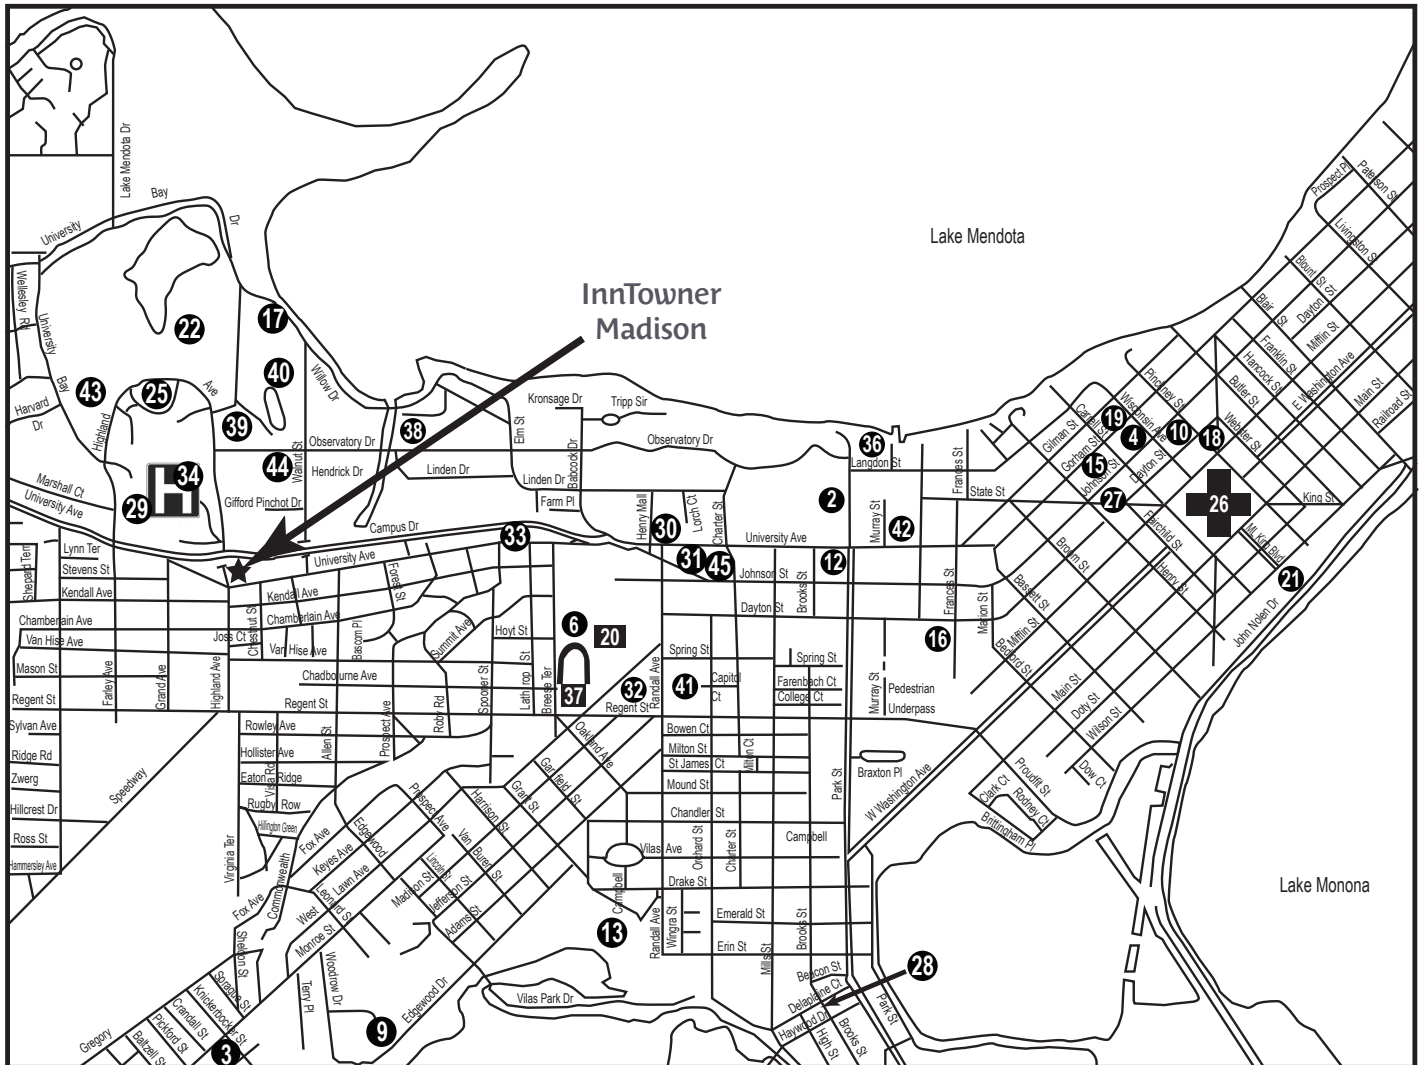 Lake Mendota Dr
University
Bay
Dr
Wellesley Rd
University
Bay
Harvard
Dr
22
17
43
25
Ave
40
39
Highland
34
H
29
44
Marshall Ct
University Ave
Lake Mendota
InnTowner
Madison
Willow Dr
Walnut St
Observatory Dr
Hendrick Dr
Gifford Pinchot Dr
38
Linden Dr
Elm St
Kronsage Dr
Tripp Sir
Babcock Dr
Observatory Dr
Linden Dr
Farm Pl
Campus Dr
33
Henry Mall
30
Lorch Ct
Charter St
31
45
2
36
Langdon St
Murray St
42
Frances St
State St
University Ave
12
Johnson St
Dayton St
Brooks St
Frances St
Marion St
16
Prospect Pl
Paterson St
Livingston St
Blount St
St
Dayton
Mifflin St
Blair St
Franklin St
Hancock St
Butler St
E Washington Ave
Main St
Railroad St
Webster St
Pinckney St
Wisconsin Ave
Carroll St
Gilman St
Gorham St
Johnson St
Dayton St
19
4
10
18
15
27
26
King St
ML King Blvd
21
Fairchild St
Henry St
Broom St
Bassett St
Mifflin St
Bedford St
Main St
Doty St
Wilson St
John Nolen Dr
Dow Ct
Proudfit St
Clark Ct
Rodney Ct
Brittingham Pl
W Washington Ave
Lake Monona
Shepard Terr
Lynn Ter
Stevens St
Kendall Ave
Chamberlain Ave
Van Hise Ave
Mason St
Regent St
Sylvan Ave
Ridge Rd
Zwerg
Hillcrest Dr
Ross St
Hammersley Ave
Speedway
Farley Ave
Grand Ave
Highland Ave
University Ave
Kendall Ave
Chamberlain Ave
Joss Ct
Chestnut St
Van Hise Ave
Bascom Pl
Forest St
Summit Ave
Chadbourne Ave
Regent St
Rowley Ave
Hollister Ave
Eaton Ridge
Visa Rd
Rugby Row
Hillington Green
Virginia Ter
Allen St
Prospect Ave
Roby Rd
Spooner St
Hoyt St
Lathrop St
Breese Ter
6
20
37
32
Randall Ave
Regent St
41
Spring St
Capitol
Ct
Spring St
Farenbach Ct
College Ct
Murray St
Pedestrian
Underpass
Bowen Ct
Milton St
St James Ct
Milton Ct
Mound St
Chandler St
Vilas Ave
Orchard St
Charter St
Campbell
Drake St
Campbell
Emerald St
Erin St
Randall Ave
Wingra St
Mills St
Brooks St
Park St
Braxton Pl
Oakland Ave
Garfield St
Grant St
Harrison St
Prospect Ave
Van
Buren St
Edgewood
Fox Ave
Keyes Ave
Lawn Ave
West
Leonard St
Lincoln St
Madison St
Jefferson St
Adams St
Commonwealth
Fox Ave
Monroe St
Sheldon St
Sprague St
Knickerbocker St
Crandall St
Pickford St
Baltzell St
Gregory
3
Terry Pl
Woodrow Dr
9
Edgewood Dr
13
Vilas Park Dr
Beacon St
Delaplaine Ct
Haywood Dr
High St
Brooks St
Park St
28